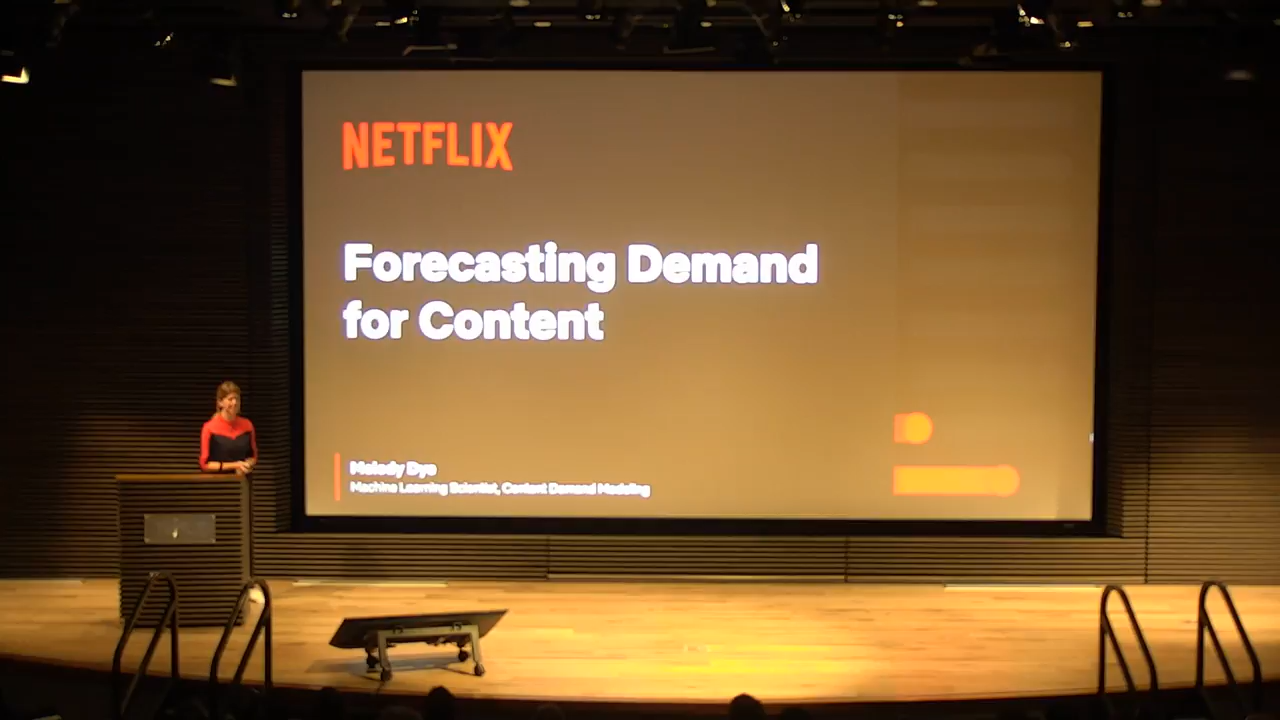 NETFLIX
Forecasting Demand
for Content
Melody Dye
Machine Learning Scientist, Content Demand Modeling